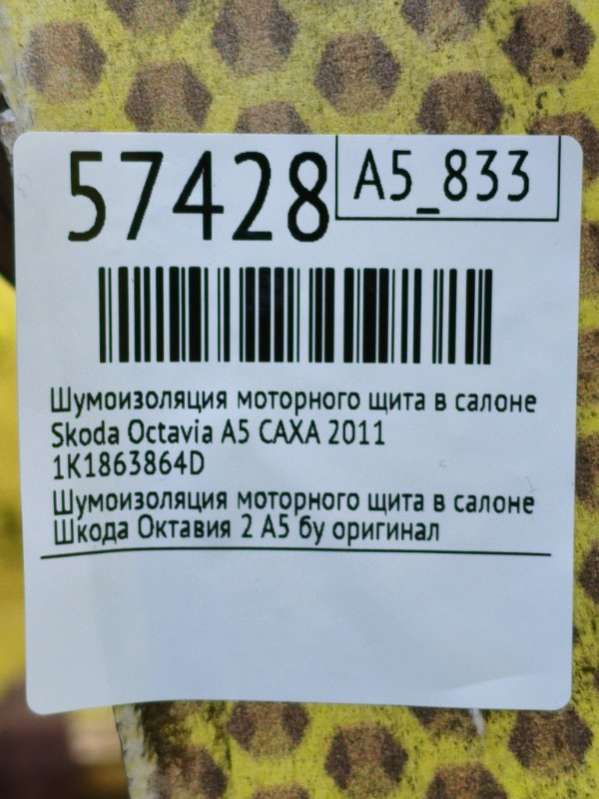 57428
A5_833
Шумоизоляция моторного щита в салоне
Skoda Octavia A5 CAXA 2011
1K1863864D
Шумоизоляция моторного щита в салоне
Шкода Октавия 2 А5 бу оригинал